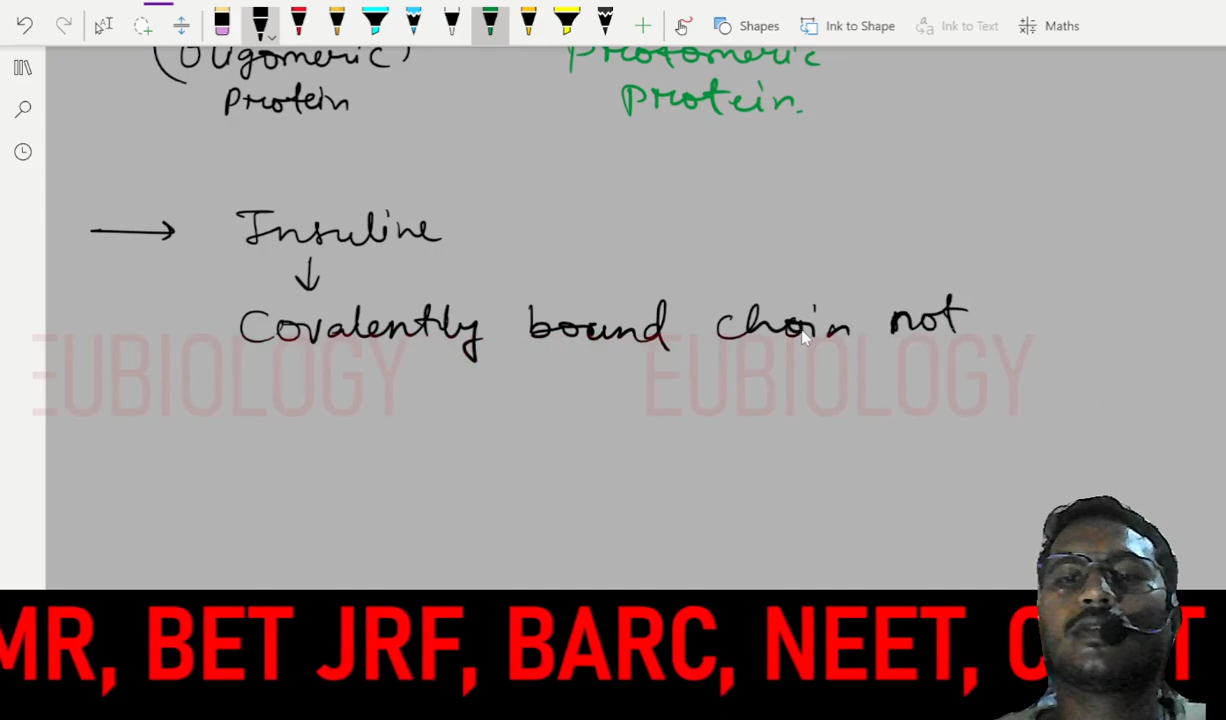 Shapes Ink to Shape Ink to Text Maths
(Oligomeric) Protomeric
Protein Protein.
→ Insuline
↓
Covalently bound chain not
EUBIOLOGY EUBIOLOGY
MR, BET JRF, BARC, NEET, C T